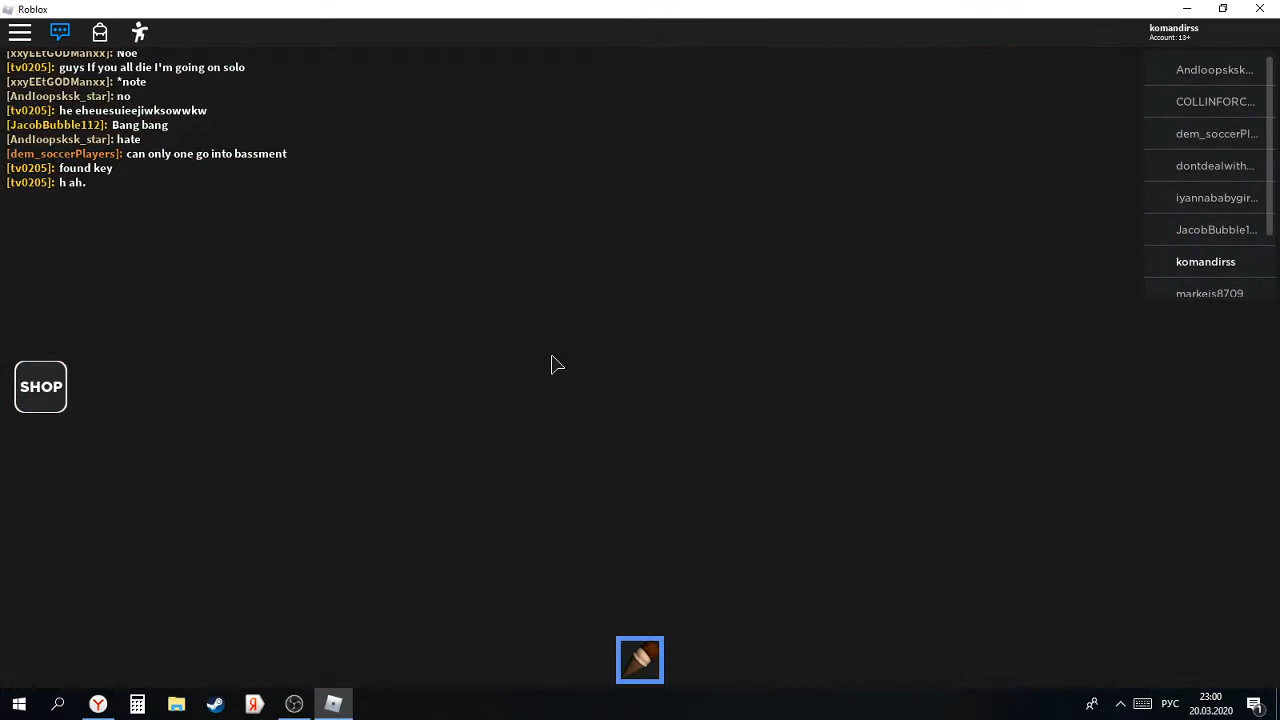 Roblox
komandirss
Account: 13+
[xxyEEtGODManxx]: Noe
[tv0205]: guys If you all die I'm going on solo
[xxyEEtGODManxx]: *note
[Andloopsksk_star]: no
[tv0205]: he eheuesuieejiwksowwkw
[JacobBubble112]: Bang bang
[Andloopsksk_star]: hate
[dem_soccerPlayers]: can only one go into bassment
[tv0205]: found key
[tv0205]: h ah.
Andloopsksk...
COLLINFORC...
dem_soccerPl...
dontdealwith...
iyannababygir...
JacobBubble1...
komandirss
markeis8709
SHOP
РУС
23:00
20.03.2020